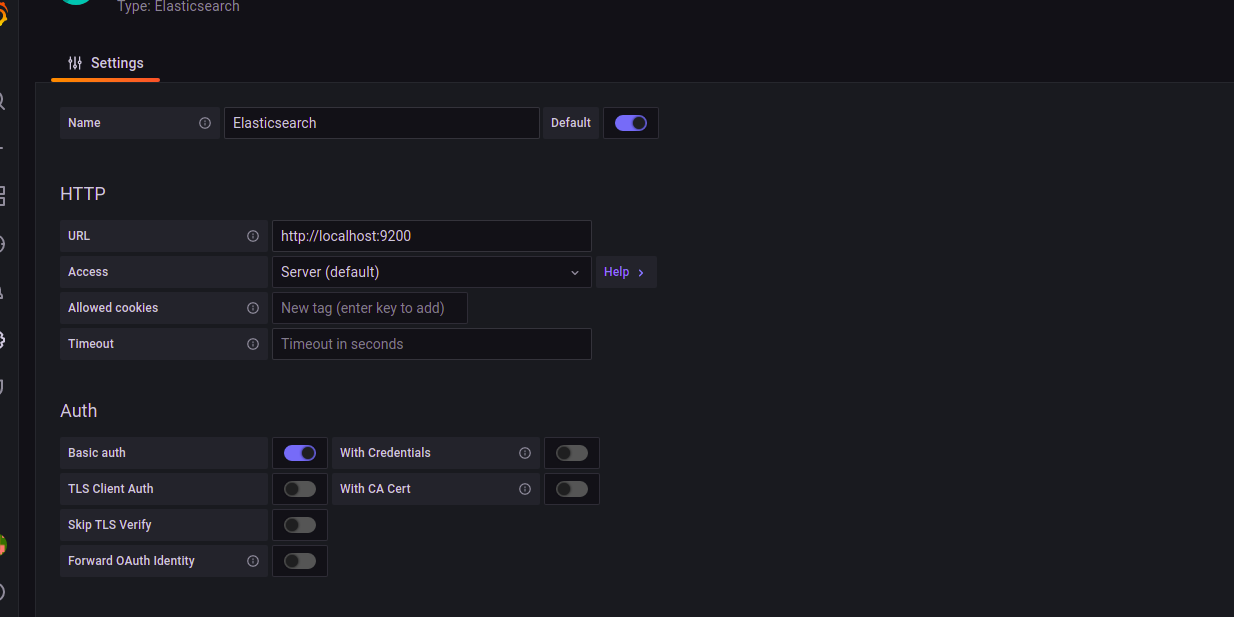 Type: Elasticsearch
Settings
Name Elasticsearch Default
HTTP
URL http://localhost:9200
Access Server (default) Help
Allowed cookies New tag (enter key to add)
Timeout Timeout in seconds
Auth
Basic auth With Credentials
TLS Client Auth With CA Cert
Skip TLS Verify
Forward OAuth Identity